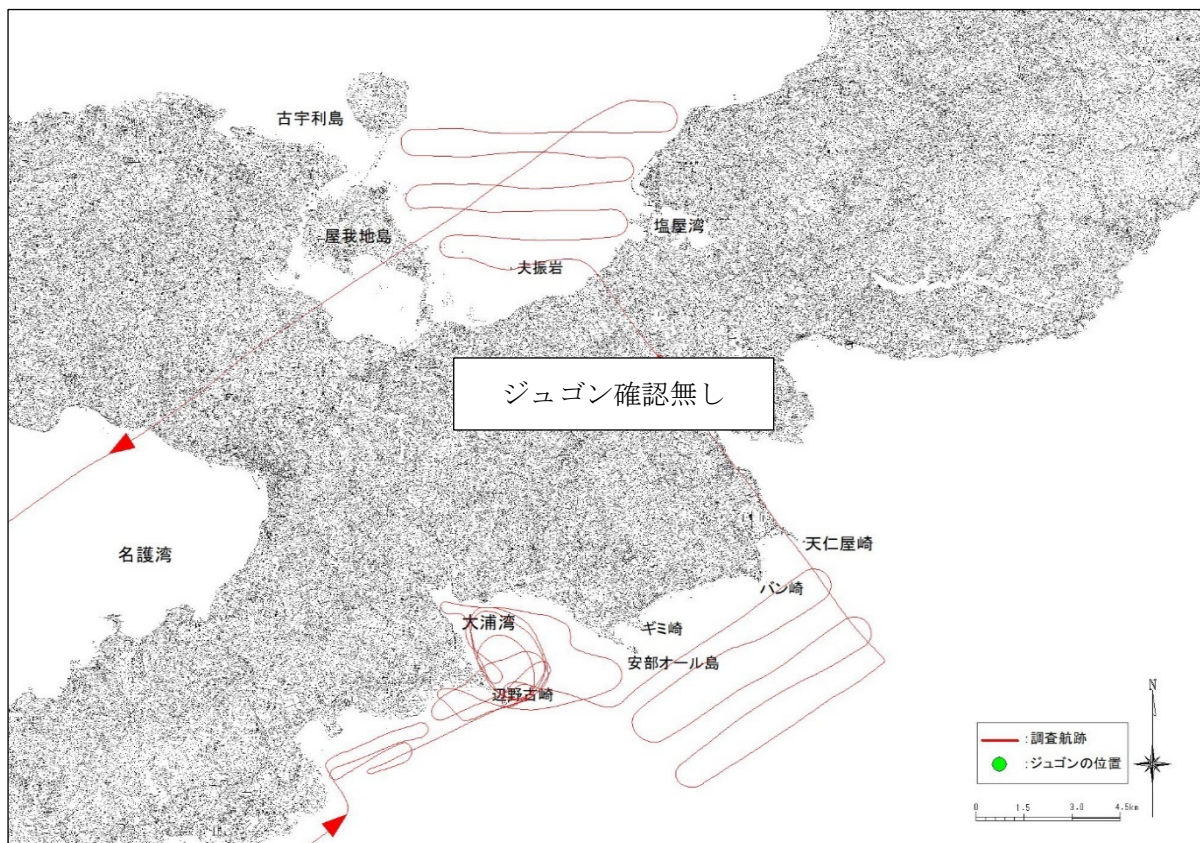 古宇利島
塩屋湾
屋我地島
夫振岩
ジュゴン確認無し
天仁屋崎
名護湾
バン崎
大浦湾
ギミ崎
安部オール島
辺野古崎
N
:調査航跡
:ジュゴンの位置
0 1.5 3.0 4.5km